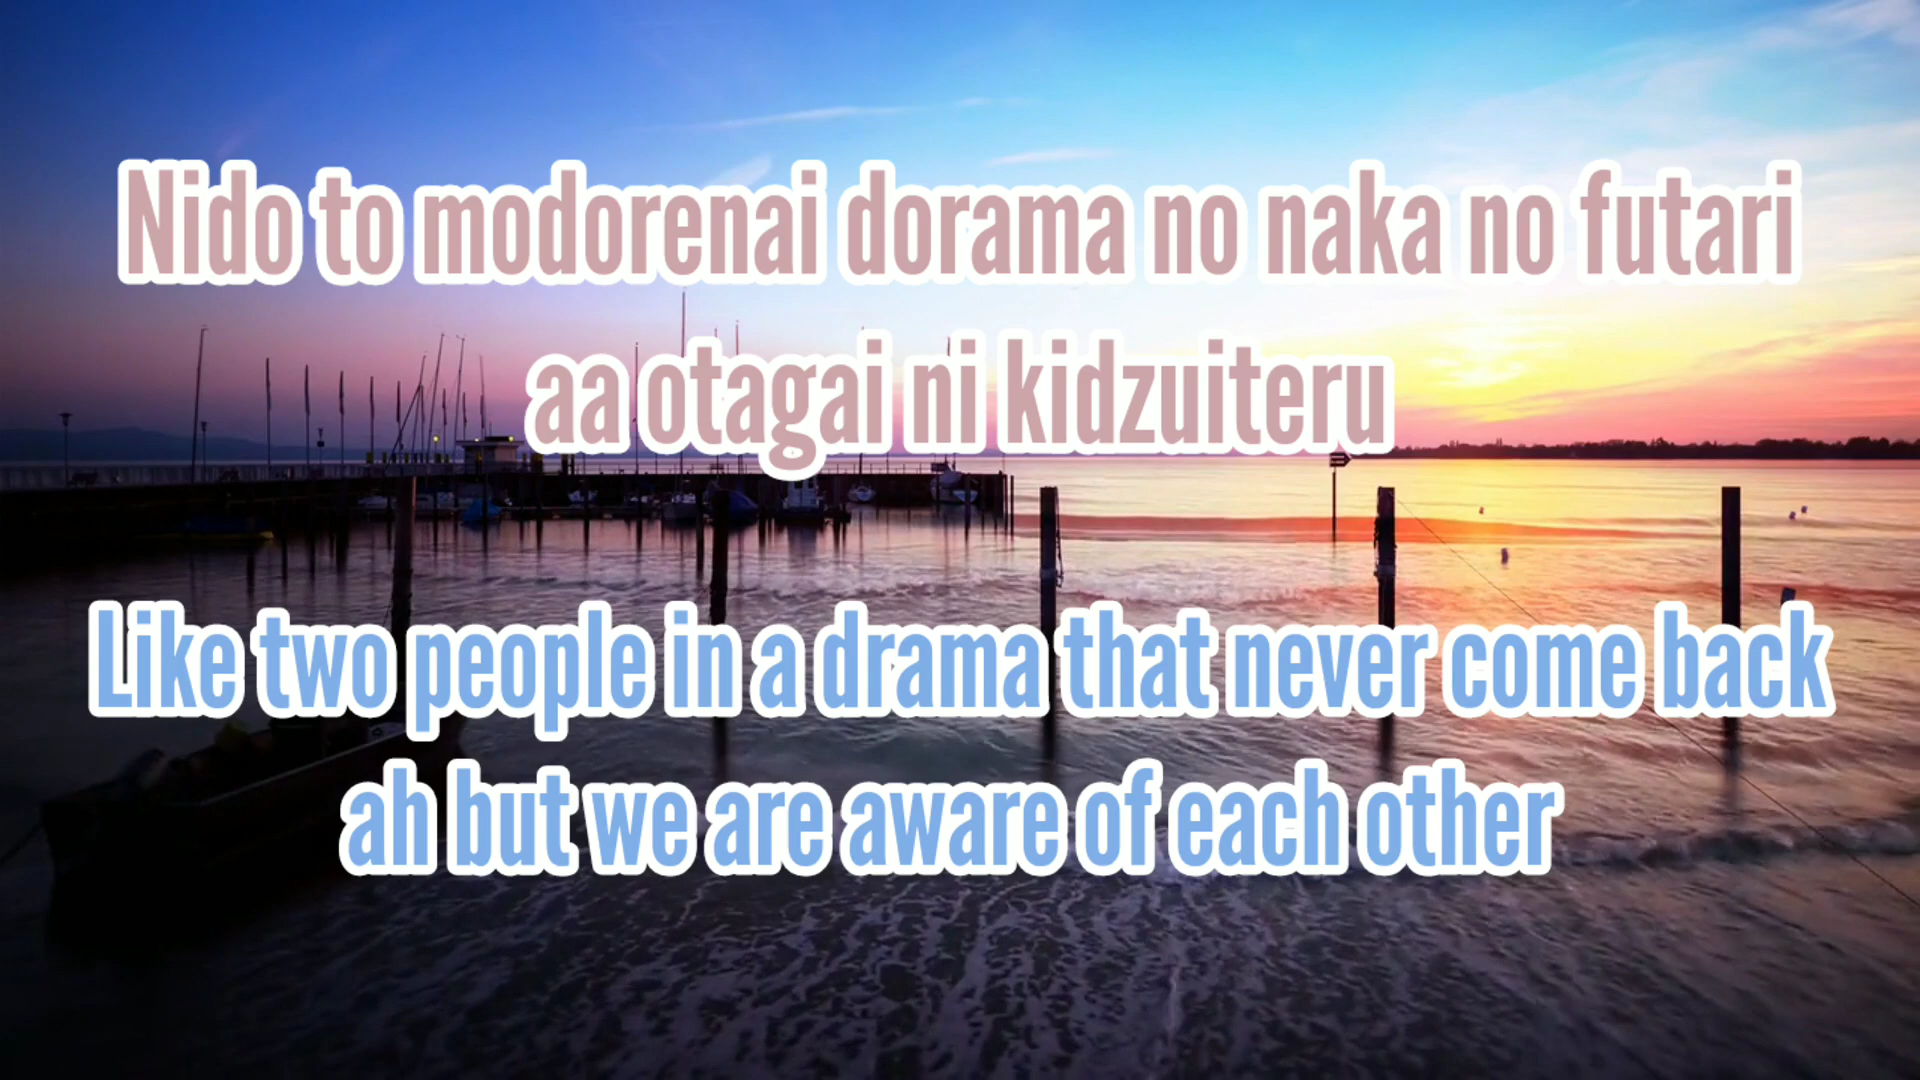 Nido to modorenai dorama no naka no futari
aa otagai ni kidzuiteru
Like two people in a drama that never come back
ah but we are aware of each other